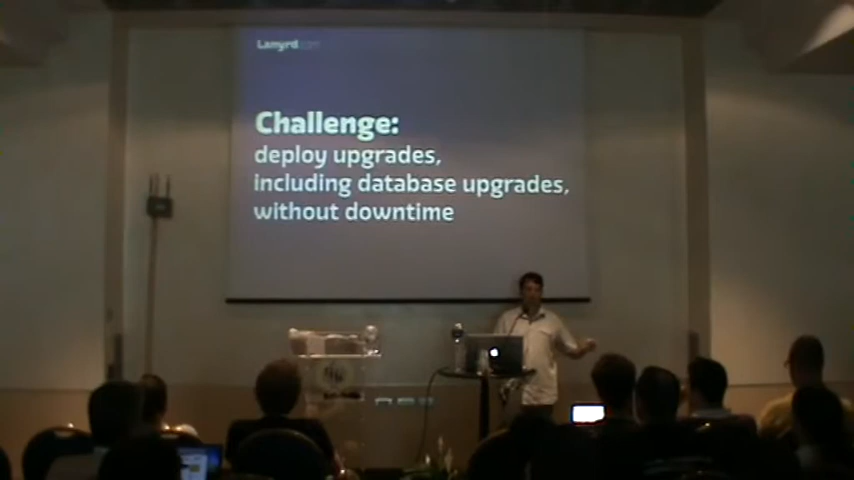 Lanyrd.com
Challenge:
deploy upgrades,
including database upgrades,
without downtime